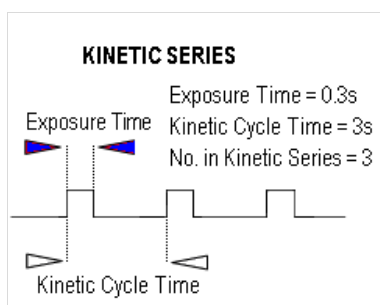 KINETIC SERIES
Exposure Time = 0.3s
Exposure Time
Kinetic Cycle Time = 3s
No. in Kinetic Series = 3
Kinetic Cycle Time